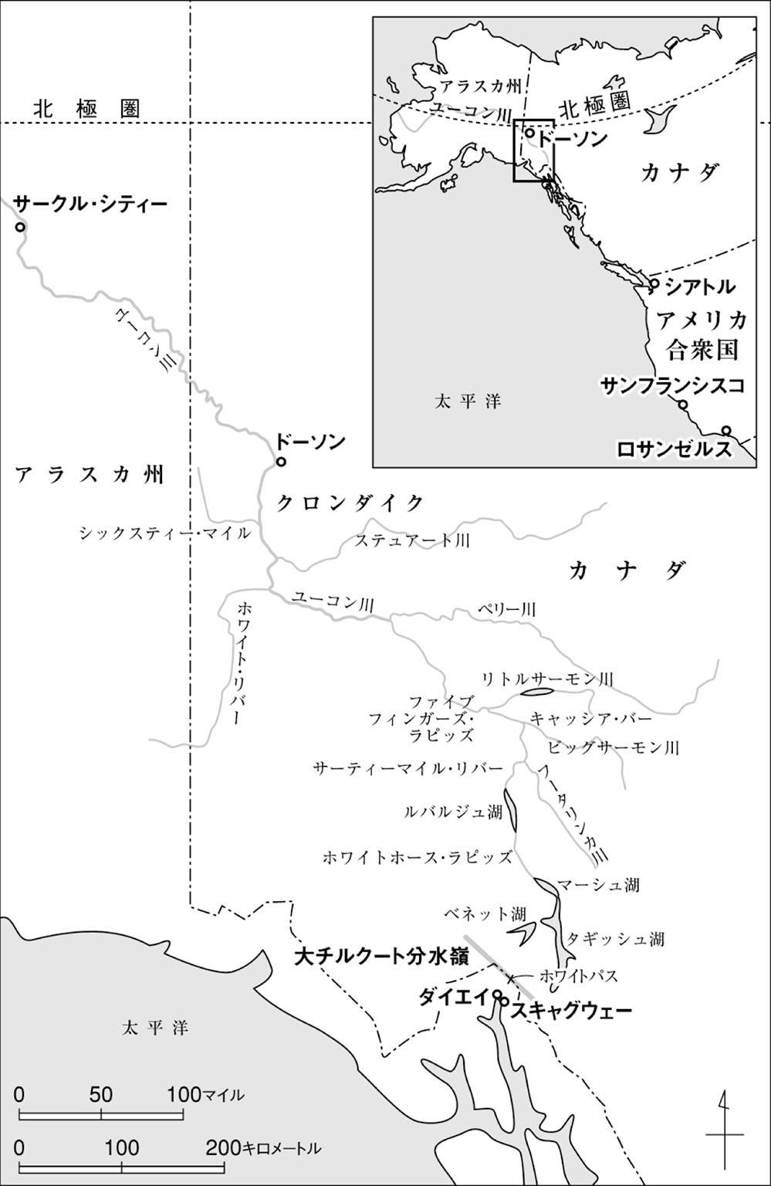 北極圏
サークル・シティー
ユーコン川
ドーソン
アラスカ州
クロンダイク
シックスティー・マイル
ステュアート川
カナダ
ホワイト・リバー
ユーコン川
ペリー川
リトルサーモン川
ファイブ
フィンガーズ・
ラピッズ
キャッシア・バー
ビッグサーモン川
サーティーマイル・リバー
フータリンカ川
ルバルジュ湖
ホワイトホース・ラピッズ
マーシュ湖
ベネット湖
タギッシュ湖
大チルクート分水嶺
ホワイトパス
ダイエイ
スキャグウェー
太平洋
0 50 100マイル
0 100 200キロメートル
アラスカ州
ユーコン川
北極圏
ドーソン
カナダ
シアトル
アメリカ
合衆国
サンフランシスコ
太平洋
ロサンゼルス